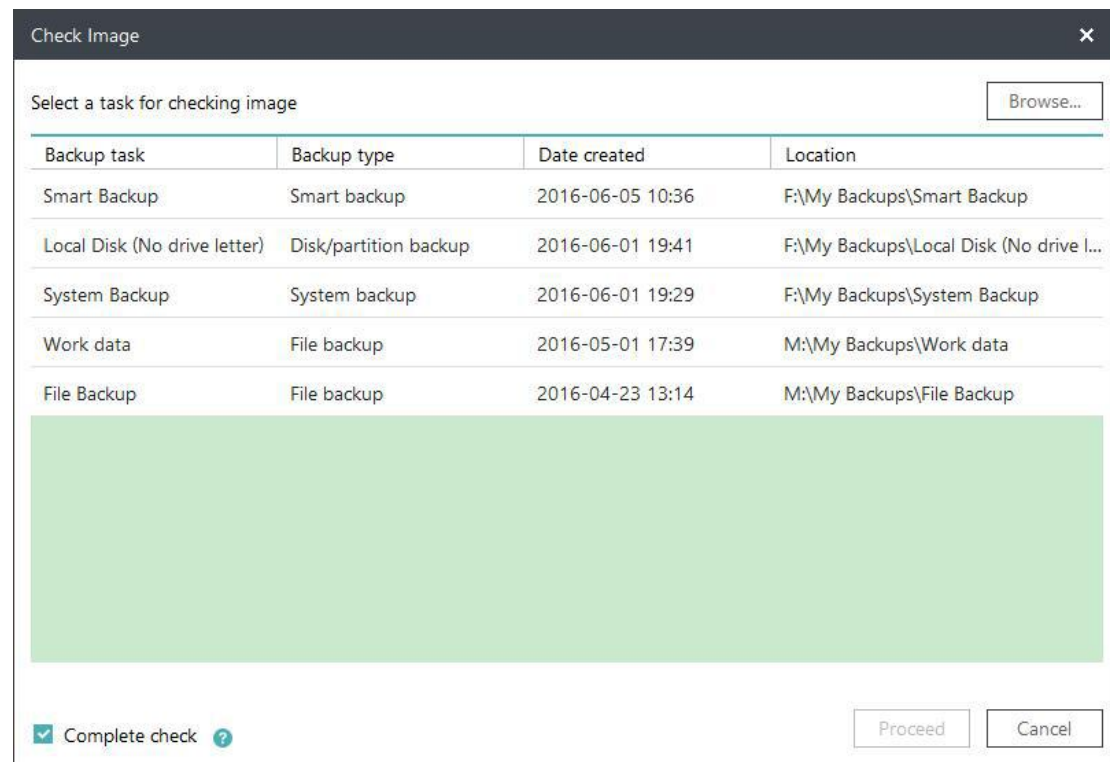 Check Image
Select a task for checking image
Browse...
Backup task Backup type Date created Location
Smart Backup Smart backup 2016-06-05 10:36 F:\My Backups\Smart Backup
Local Disk (No drive letter) Disk/partition backup 2016-06-01 19:41 F:\My Backups\Local Disk (No drive l...
System Backup System backup 2016-06-01 19:29 F:\My Backups\System Backup
Work data File backup 2016-05-01 17:39 M:\My Backups\Work data
File Backup File backup 2016-04-23 13:14 M:\My Backups\File Backup
Complete check ?
Proceed Cancel